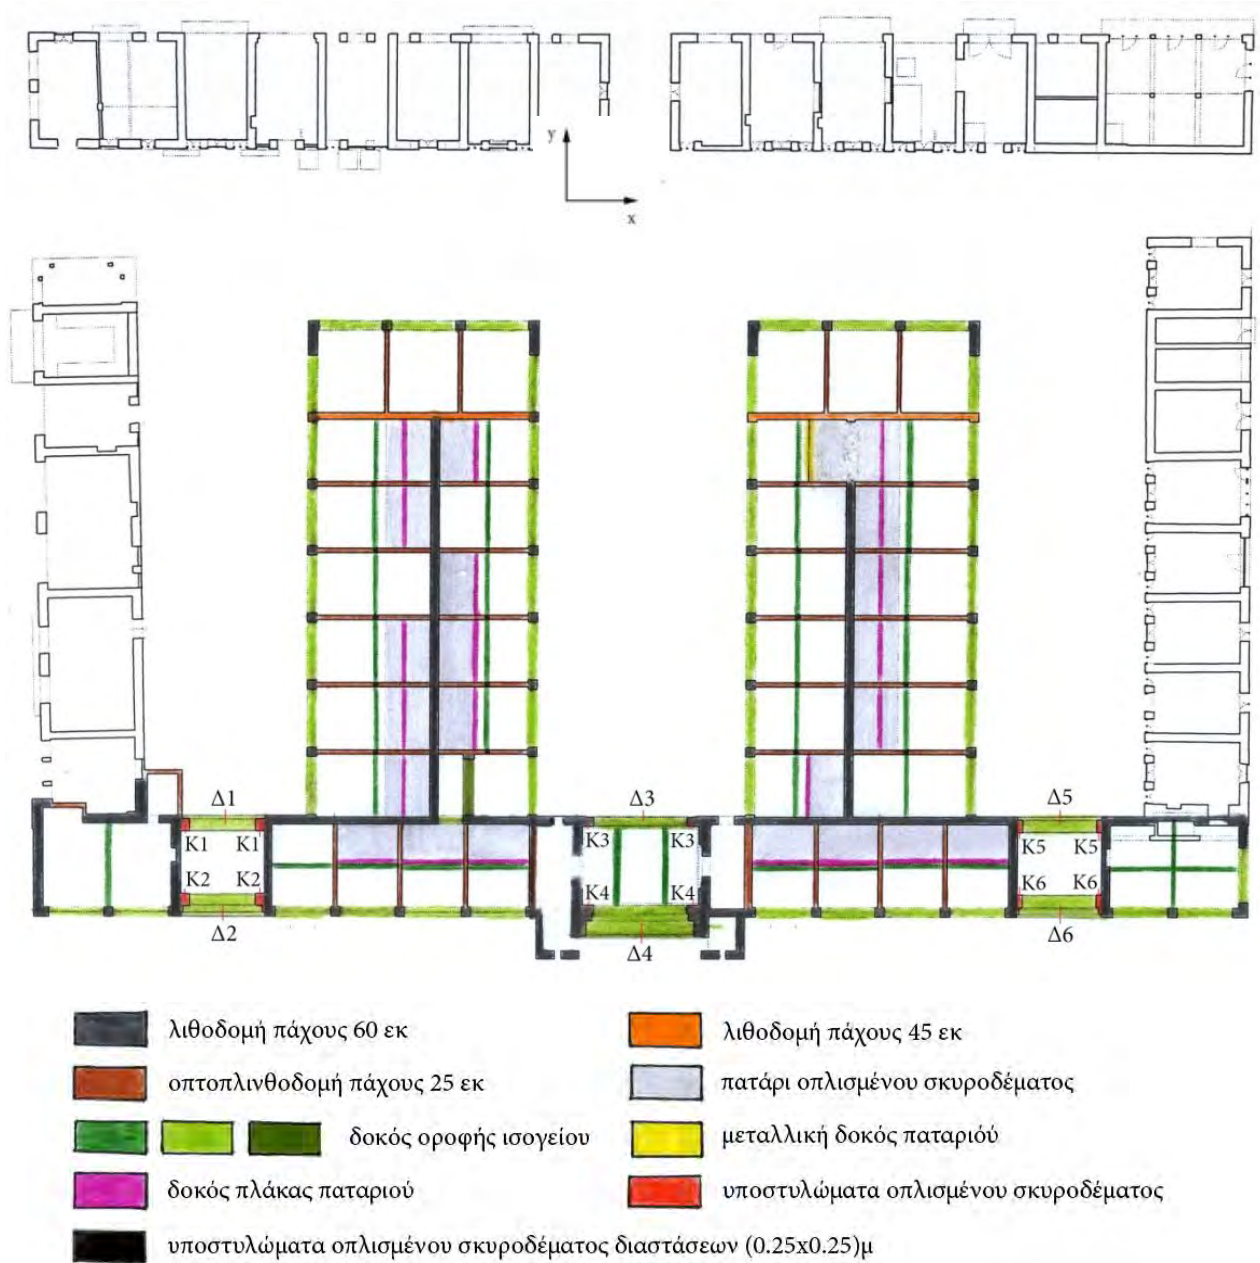 y
x
Δ1
Δ3
Δ5
K1 K1
K3 K3
K5 K5
K2 K2
K4 K4
K6 K6
Δ2
Δ4
Δ6
λιθοδομή πάχους 60 εκ
λιθοδομή πάχους 45 εκ
οπτοπλινθοδομή πάχους 25 εκ
πατάρι οπλισμένου σκυροδέματος
δοκός οροφής ισογείου
μεταλλική δοκός παταριόύ
δοκός πλάκας παταριού
υποστυλώματα οπλισμένου σκυροδέματος
υποστυλώματα οπλισμένου σκυροδέματος διαστάσεων (0.25x0.25)μ